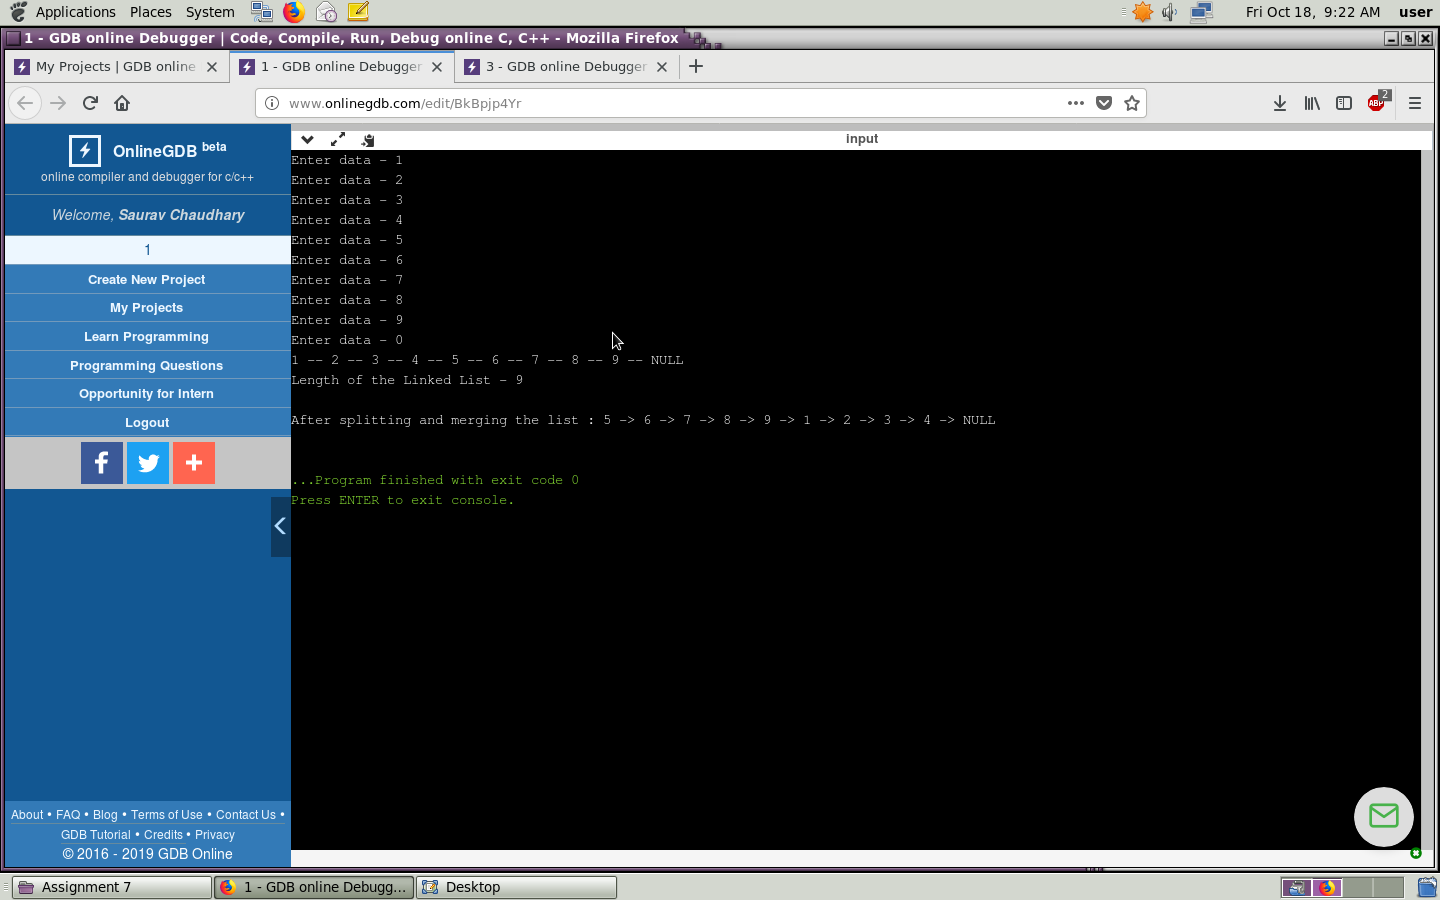 Applications Places System Fri Oct 18, 9:22 AM user
1 - GDB online Debugger | Code, Compile, Run, Debug online C, C++ - Mozilla Firefox
My Projects | GDB online 1 - GDB online Debugger 3 - GDB online Debugger
www.onlinegdb.com/edit/BkBpjp4Yr ABP 2
OnlineGDB beta
online compiler and debugger for c/c++
Welcome, Saurav Chaudhary
1
Create New Project
My Projects
Learn Programming
Programming Questions
Opportunity for Intern
Logout
About • FAQ • Blog • Terms of Use • Contact Us •
GDB Tutorial • Credits • Privacy
© 2016 - 2019 GDB Online
input
Enter data - 1
Enter data - 2
Enter data - 3
Enter data - 4
Enter data - 5
Enter data - 6
Enter data - 7
Enter data - 8
Enter data - 9
Enter data - 0
1 -- 2 -- 3 -- 4 -- 5 -- 6 -- 7 -- 8 -- 9 -- NULL
Length of the Linked List - 9
After splitting and merging the list : 5 -> 6 -> 7 -> 8 -> 9 -> 1 -> 2 -> 3 -> 4 -> NULL
...Program finished with exit code 0
Press ENTER to exit console.
Assignment 7 1 - GDB online Debugg... Desktop